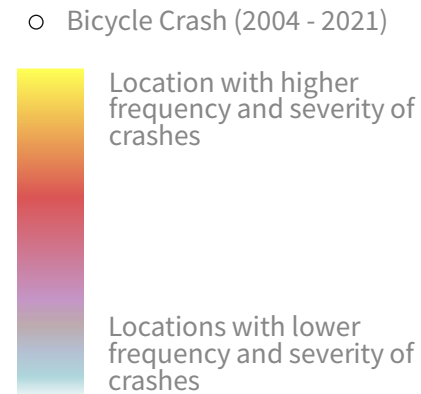 Bicycle Crash (2004 - 2021)
Location with higher
frequency and severity of
crashes
Locations with lower
frequency and severity of
crashes